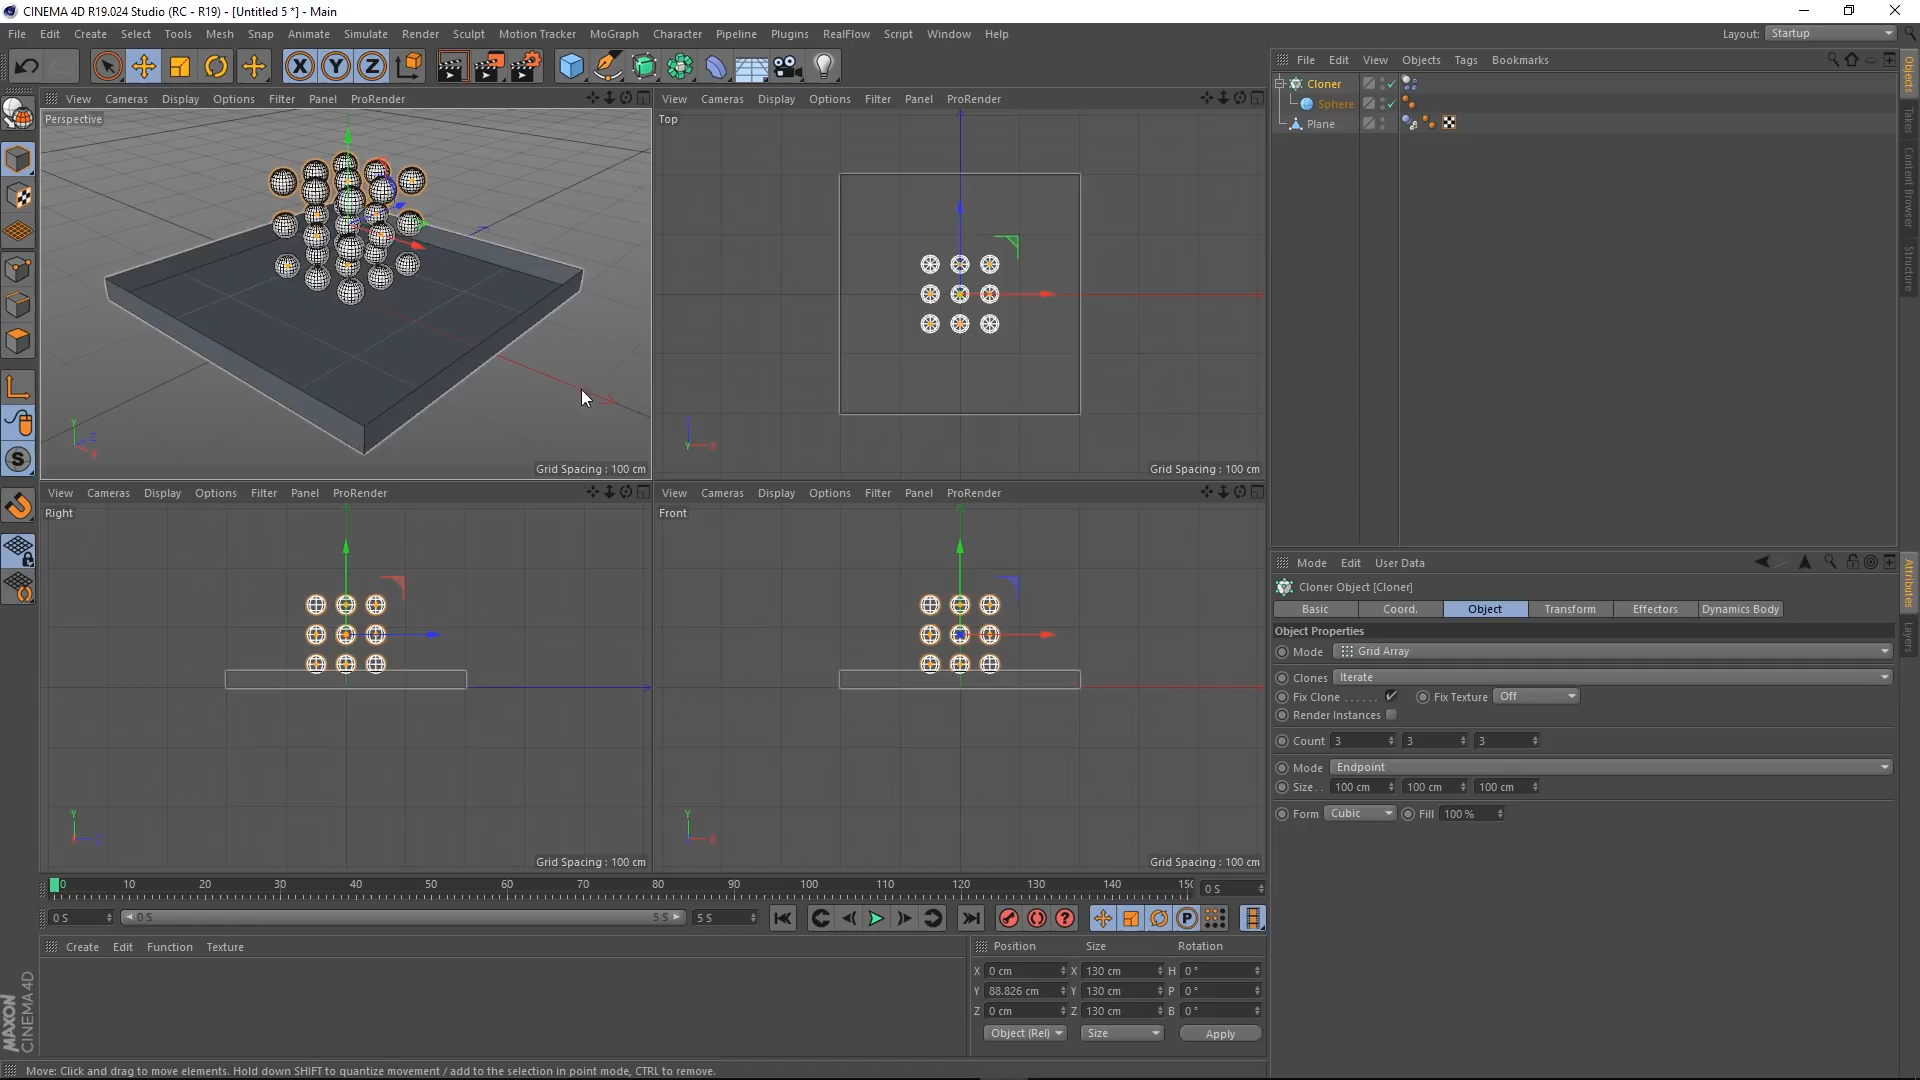 CINEMA 4D R19.024 Studio (RC - R19) - [Untitled 5 *] - Main
File Edit Create Select Tools Mesh Snap Animate Simulate Render Sculpt Motion Tracker MoGraph Character Pipeline Plugins RealFlow Script Window Help Layout: Startup
File Edit View Objects Tags Bookmarks
Cloner
Sphere
Plane
View Cameras Display Options Filter Panel ProRender
Perspective
Grid Spacing : 100 cm
View Cameras Display Options Filter Panel ProRender
Top
Grid Spacing : 100 cm
View Cameras Display Options Filter Panel ProRender
Right
Grid Spacing : 100 cm
View Cameras Display Options Filter Panel ProRender
Front
Grid Spacing : 100 cm
Objects
Takes
Content Browser
Structure
Mode Edit User Data
Cloner Object [Cloner]
Basic Coord. Object Transform Effectors Dynamics Body
Object Properties
Mode Grid Array
Clones Iterate
Fix Clone . . . . . . Fix Texture Off
Render Instances
Count 3 3 3
Mode Endpoint
Size. . 100 cm 100 cm 100 cm
Form Cubic Fill 100 %
Attributes
Layers
0 10 20 30 40 50 60 70 80 90 100 110 120 130 140 0 S
0 S 0 S 5 S 5 S
Create Edit Function Texture
Position Size Rotation
X 0 cm X 130 cm H 0 °
Y 88.826 cm Y 130 cm P 0 °
Z 0 cm Z 130 cm B 0 °
Object (Rel) Size Apply
MAXON
CINEMA 4D
Move: Click and drag to move elements. Hold down SHIFT to quantize movement / add to the selection in point mode, CTRL to remove.